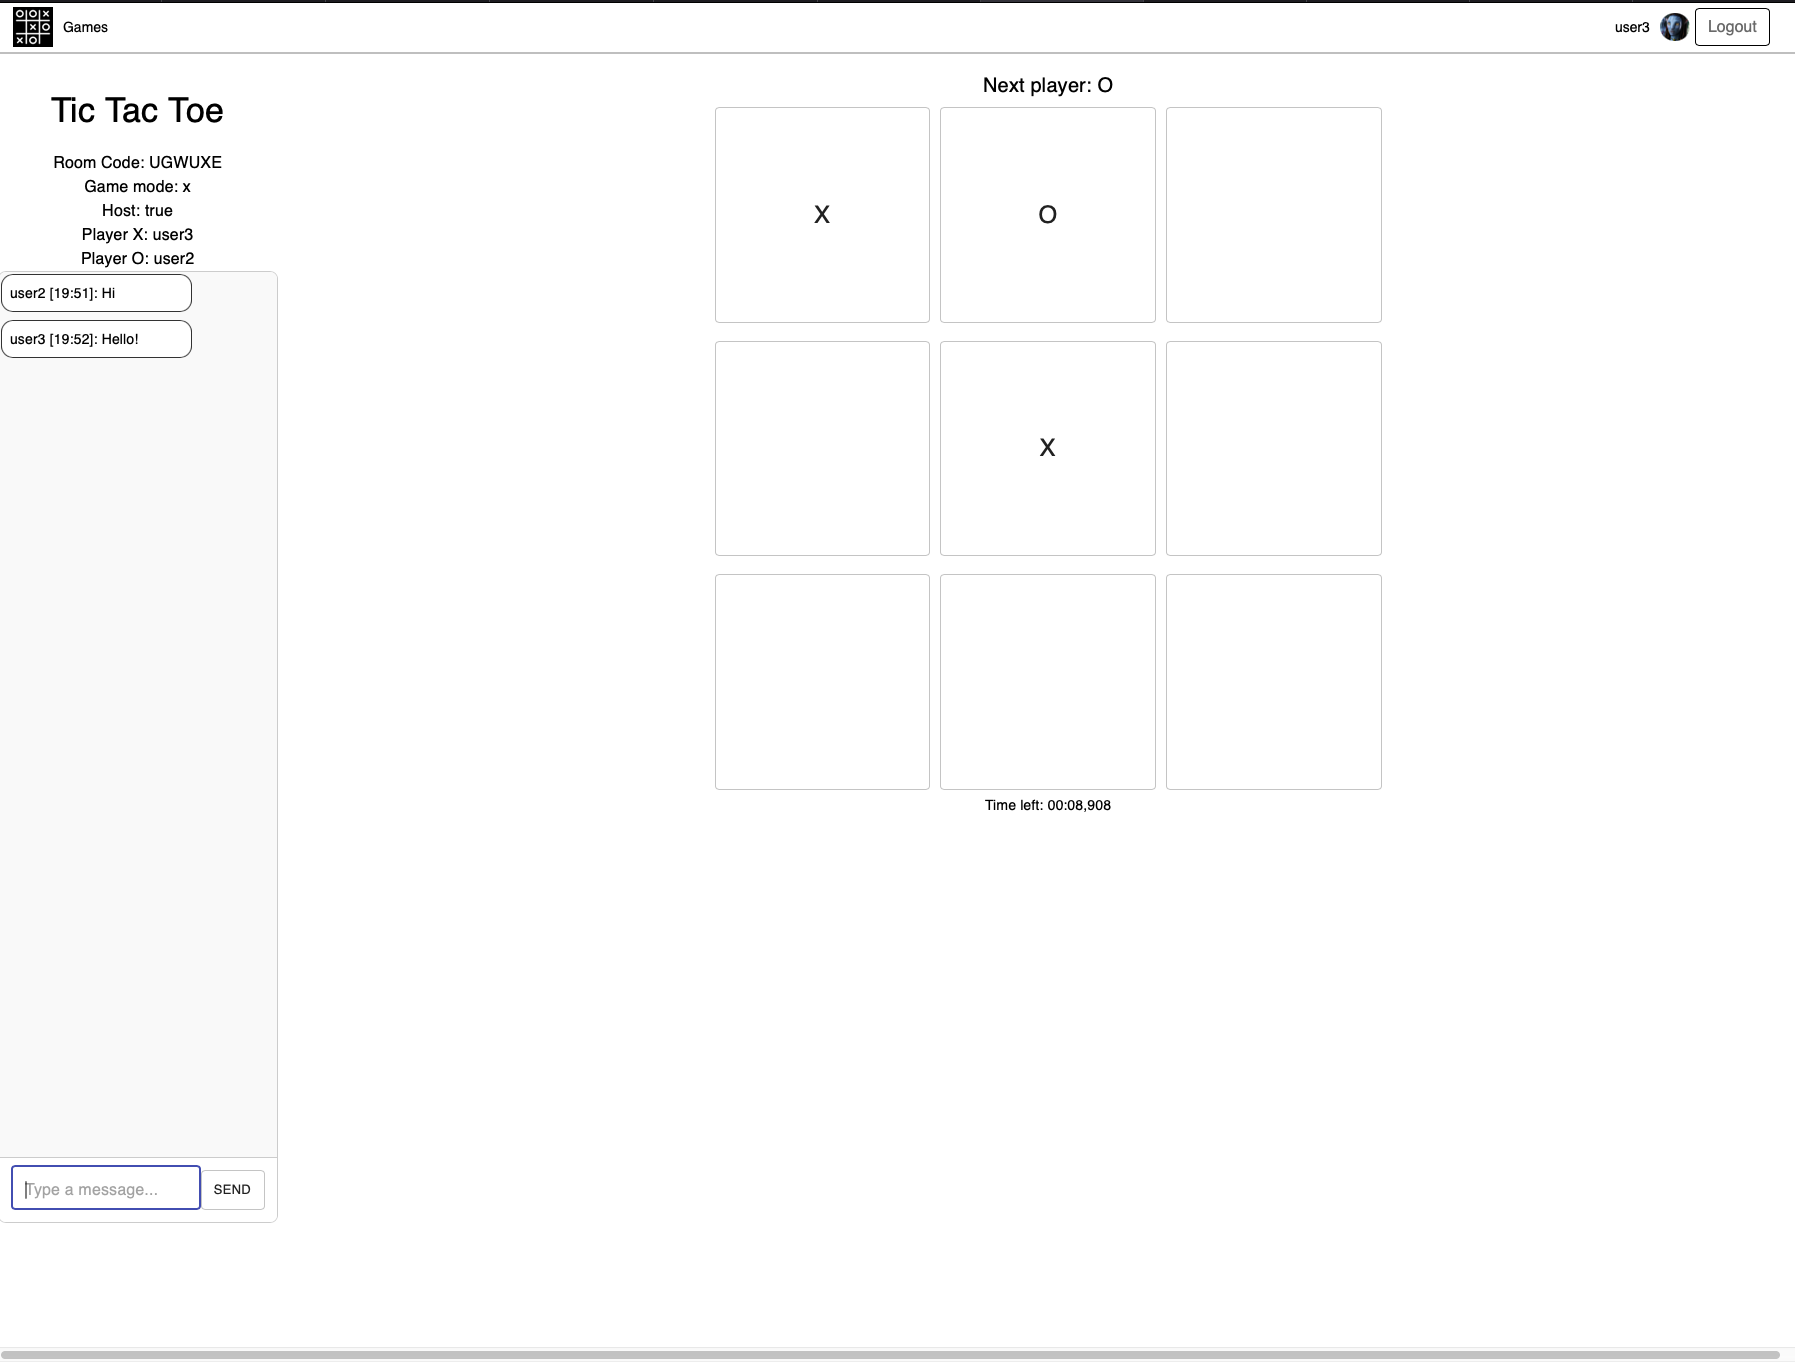 Games
user3
Logout
Tic Tac Toe
Room Code: UGWUXE
Game mode: x
Host: true
Player X: user3
Player O: user2
user2 [19:51]: Hi
user3 [19:52]: Hello!
Type a message...
SEND
Next player: O
X O
X
Time left: 00:08,908